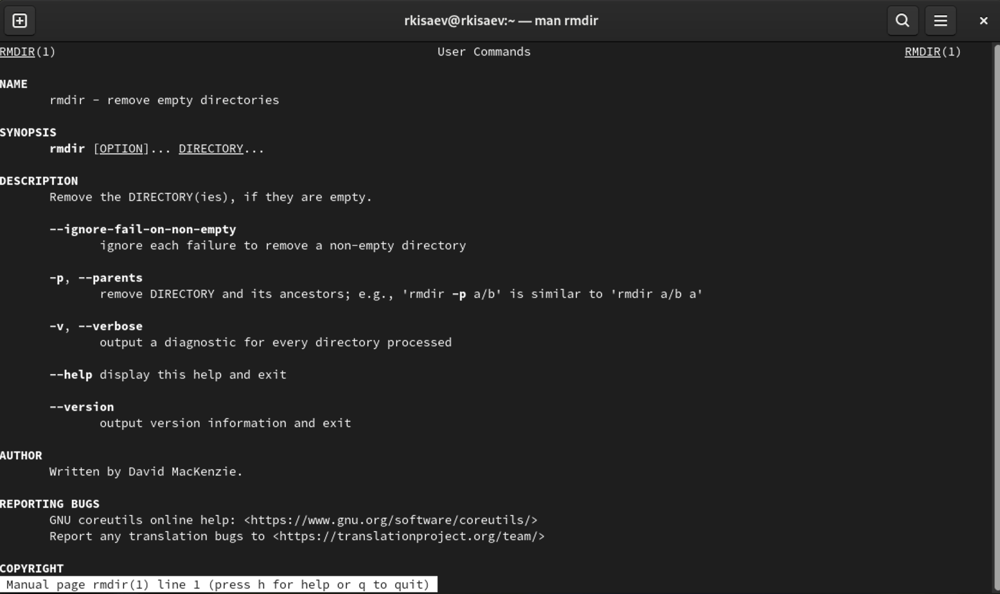 rkisaev@rkisaev:~ — man rmdir
RMDIR(1) User Commands RMDIR(1)
NAME
rmdir - remove empty directories
SYNOPSIS
rmdir [OPTION]... DIRECTORY...
DESCRIPTION
Remove the DIRECTORY(ies), if they are empty.
--ignore-fail-on-non-empty
ignore each failure to remove a non-empty directory
-p, --parents
remove DIRECTORY and its ancestors; e.g., 'rmdir -p a/b' is similar to 'rmdir a/b a'
-v, --verbose
output a diagnostic for every directory processed
--help display this help and exit
--version
output version information and exit
AUTHOR
Written by David MacKenzie.
REPORTING BUGS
GNU coreutils online help: <https://www.gnu.org/software/coreutils/>
Report any translation bugs to <https://translationproject.org/team/>
COPYRIGHT
Manual page rmdir(1) line 1 (press h for help or q to quit)